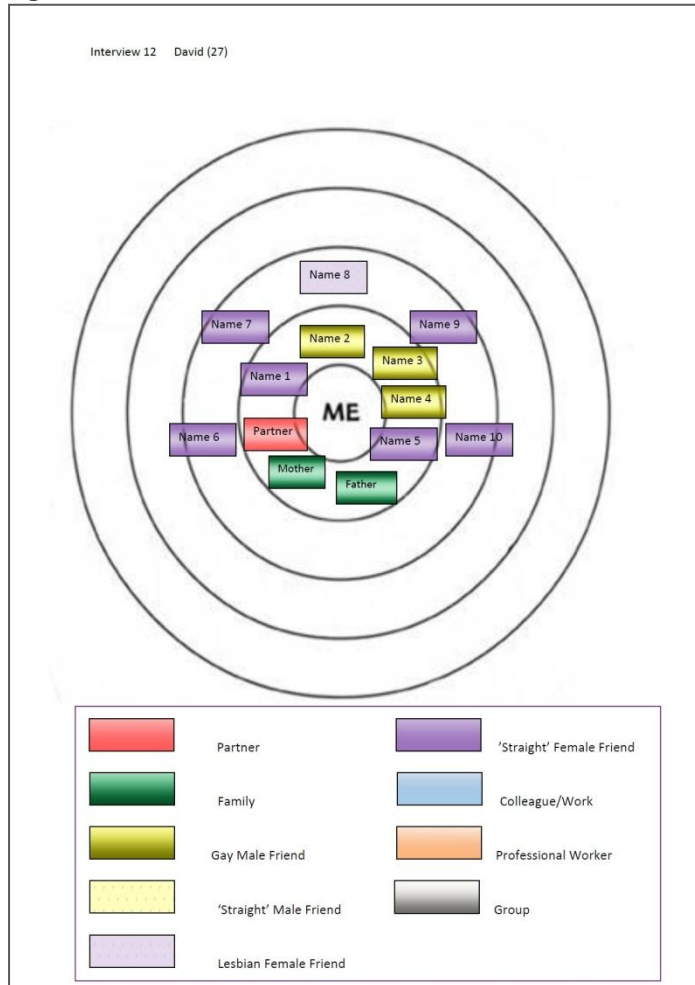 Interview 12 David (27)
Name 8
Name 7
Name 9
Name 2
Name 3
Name 1
Name 4
ME
Partner
Name 6
Name 5
Name 10
Mother
Father
Partner
'Straight' Female Friend
Family
Colleague/Work
Gay Male Friend
Professional Worker
'Straight' Male Friend
Group
Lesbian Female Friend